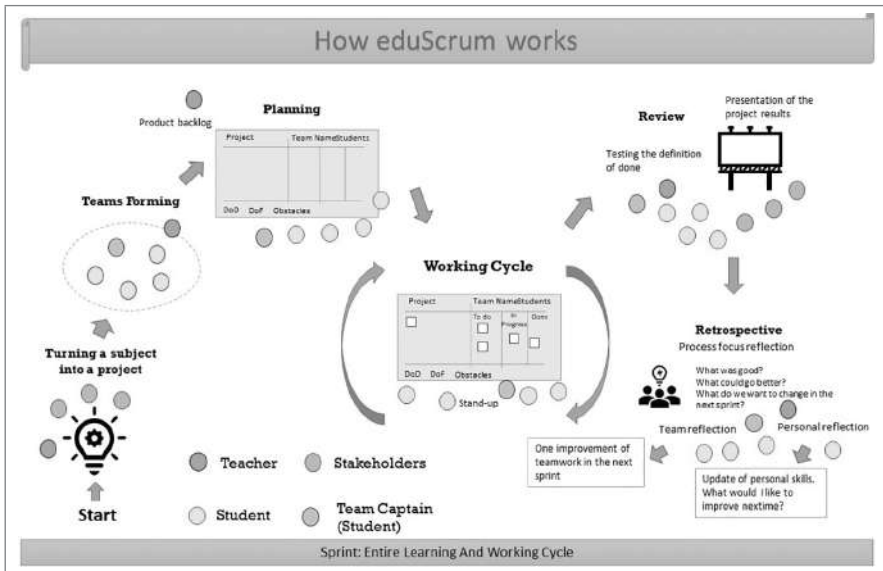 How eduScrum works
Start
Turning a subject
into a project
Teams Forming
Product backlog
Planning
Project
Team NameStudents
DoD DoF Obstacles
Working Cycle
Project
Team NameStudents
To do
In
Progress
Done
DoD DoF Obstacles
Stand-up
Review
Presentation of the
project results
Testing the definition
of done
Retrospective
Process focus reflection
What was good?
What could go better?
What do we want to change in the
next sprint?
Team reflection
Personal reflection
One improvement of
teamwork in the next
sprint
Update of personal skills.
What would I like to
improve nextime?
Teacher
Stakeholders
Student
Team Captain
(Student)
Sprint: Entire Learning And Working Cycle